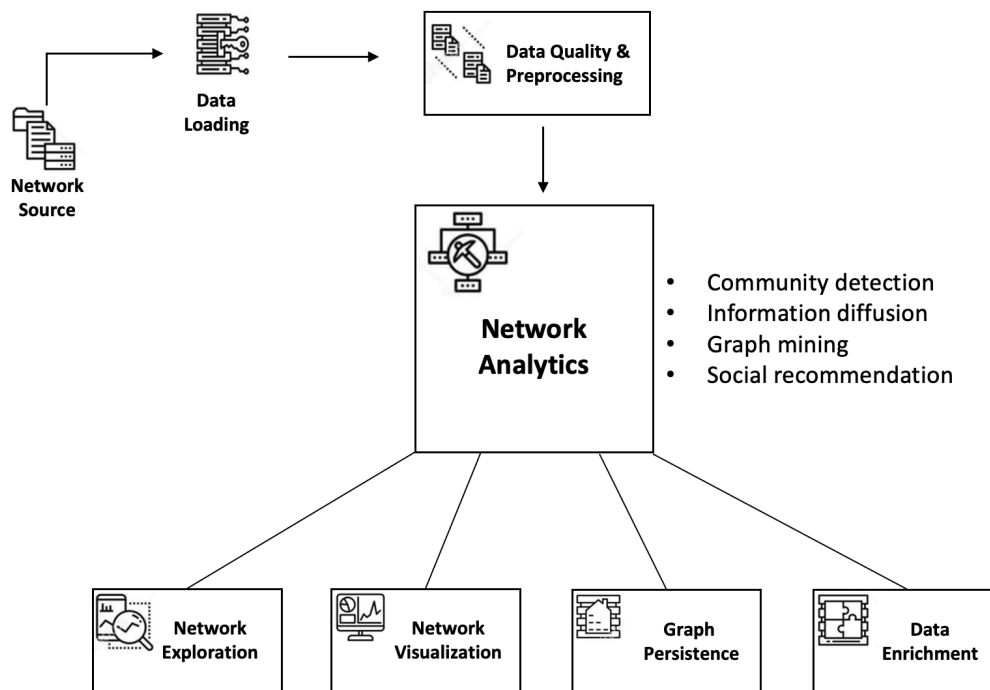 Network
Source
Data
Loading
Data Quality &
Preprocessing
Network
Analytics
• Community detection
• Information diffusion
• Graph mining
• Social recommendation
Network
Exploration
Network
Visualization
Graph
Persistence
Data
Enrichment